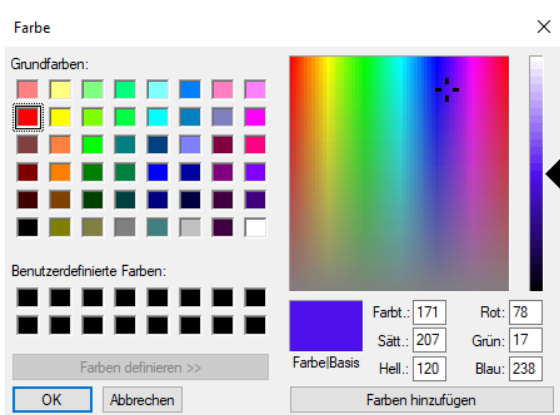 Farbe
Grundfarben:
Benutzerdefinierte Farben:
Farbt.: 171 Rot: 78
Sätt.: 207 Grün: 17
Farbe|Basis Hell.: 120 Blau: 238
Farben definieren >>
OK Abbrechen Farben hinzufügen